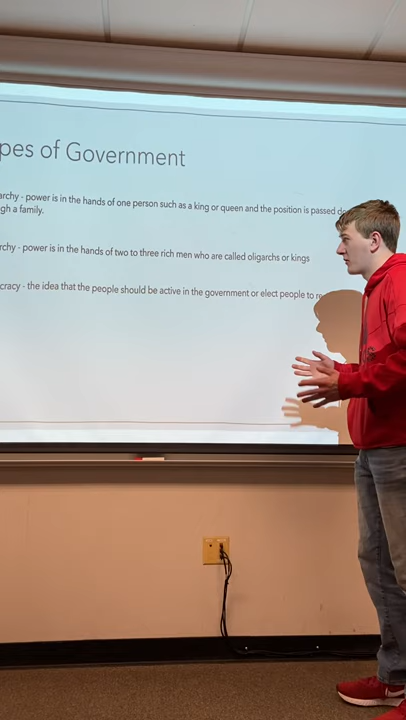 pes of Government
archy - power is in the hands of one person such as a king or queen and the position is passed
gh a family.
rchy - power is in the hands of two to three rich men who are called oligarchs or kings
cracy - the idea that the people should be active in the government or elect people to